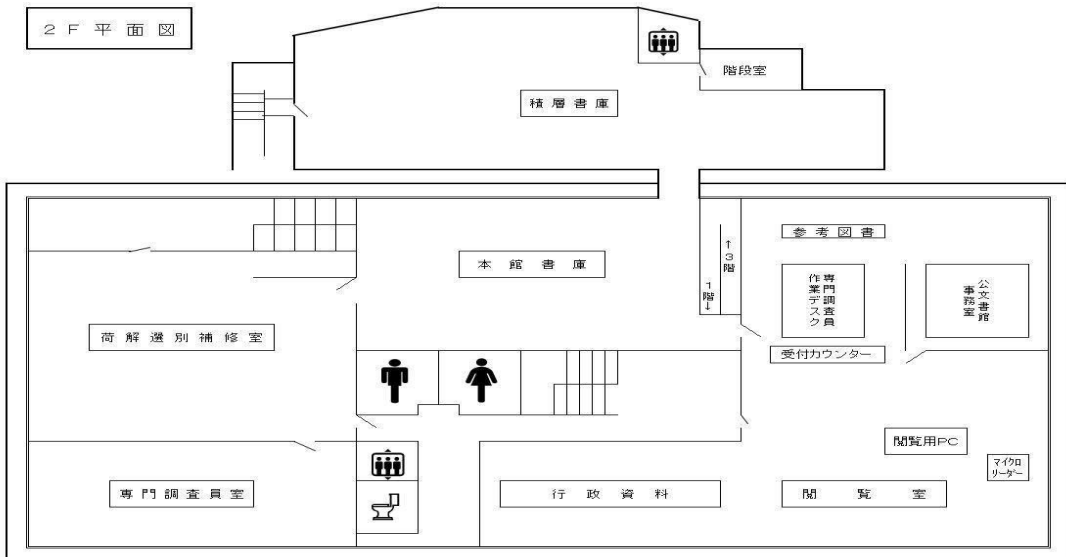 ２Ｆ平面図
階段室
積層書庫
参考図書
本館書庫
↑3階
1階↓
専門調査員
作業デスク
公文書館
事務室
荷解選別補修室
受付カウンター
閲覧用PC
マイクロ
リーダー
専門調査員室
行政資料
閲覧室